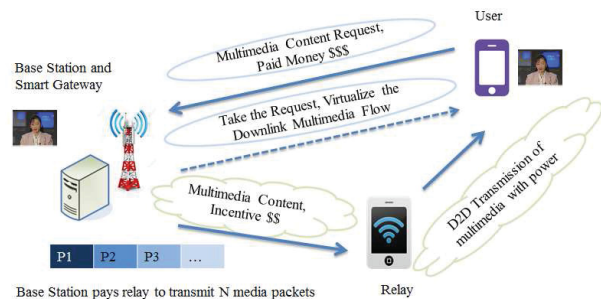 User
Multimedia Content Request,
Paid Money $$$
Base Station and
Smart Gateway
Take the Request, Virtualize the
Downlink Multimedia Flow
Multimedia Content,
Incentive $$
D2D Transmission of
multimedia with power
P1 P2 P3 ...
Relay
Base Station pays relay to transmit N media packets